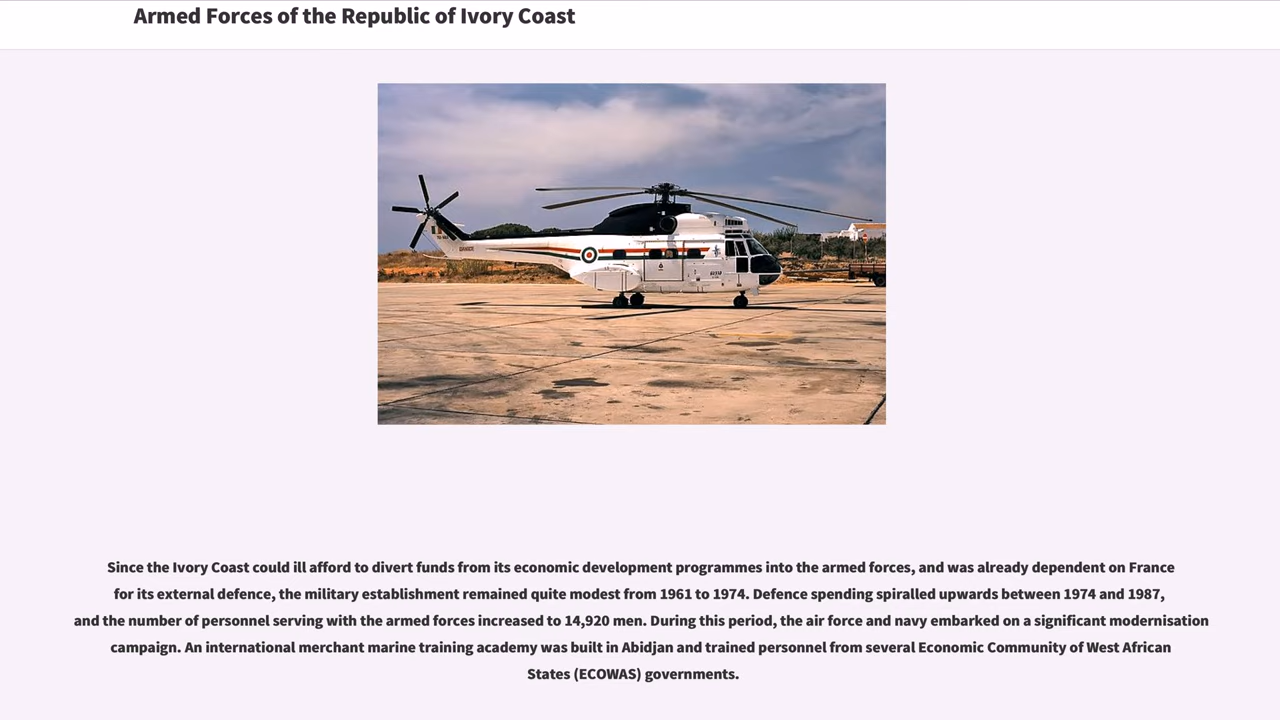 Armed Forces of the Republic of Ivory Coast
Since the Ivory Coast could ill afford to divert funds from its economic development programmes into the armed forces, and was already dependent on France
for its external defence, the military establishment remained quite modest from 1961 to 1974. Defence spending spiralled upwards between 1974 and 1987,
and the number of personnel serving with the armed forces increased to 14,920 men. During this period, the air force and navy embarked on a significant modernisation
campaign. An international merchant marine training academy was built in Abidjan and trained personnel from several Economic Community of West African
States (ECOWAS) governments.